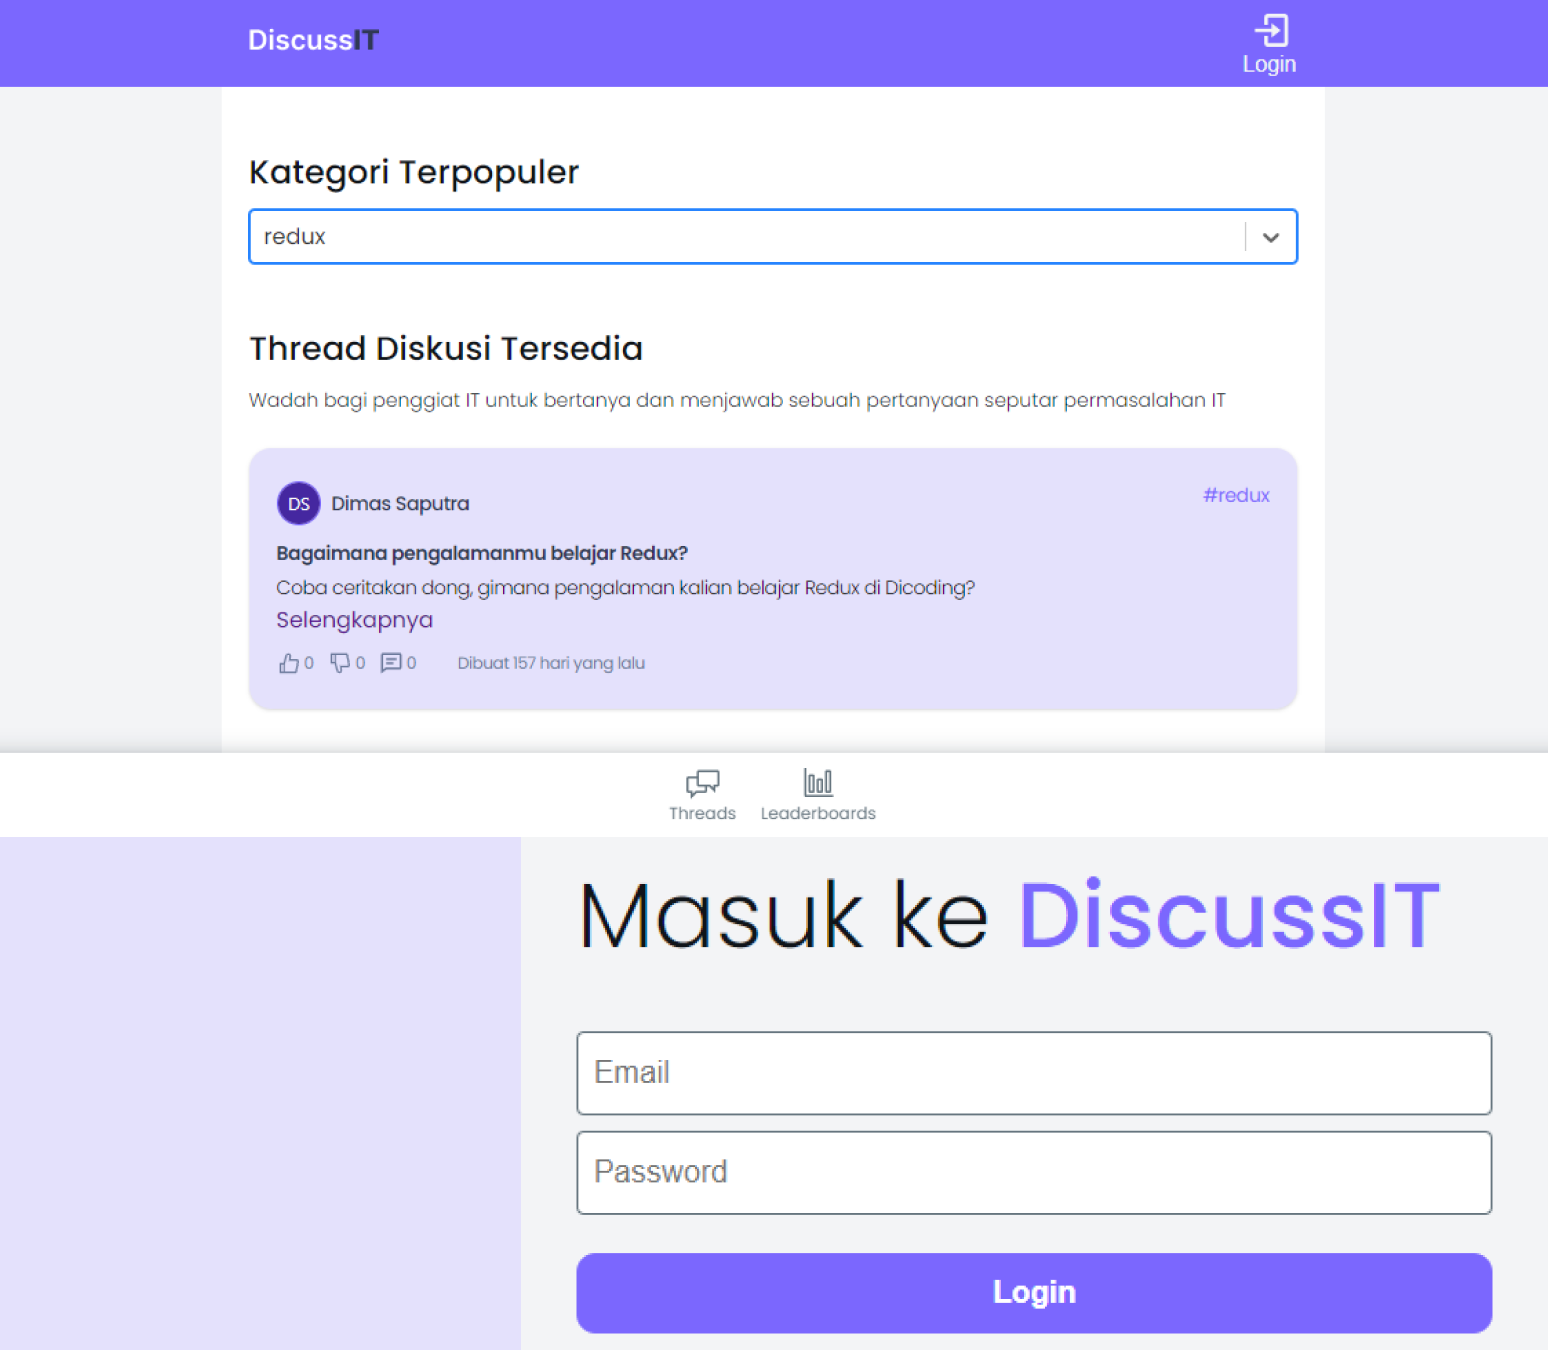 DiscussIT
Login
Kategori Terpopuler
redux
Thread Diskusi Tersedia
Wadah bagi penggiat IT untuk bertanya dan menjawab sebuah pertanyaan seputar permasalahan IT
DS Dimas Saputra
#redux
Bagaimana pengalamanmu belajar Redux?
Coba ceritakan dong, gimana pengalaman kalian belajar Redux di Dicoding?
Selengkapnya
0 0 0 Dibuat 157 hari yang lalu
Threads Leaderboards
Masuk ke DiscussIT
Email
Password
Login